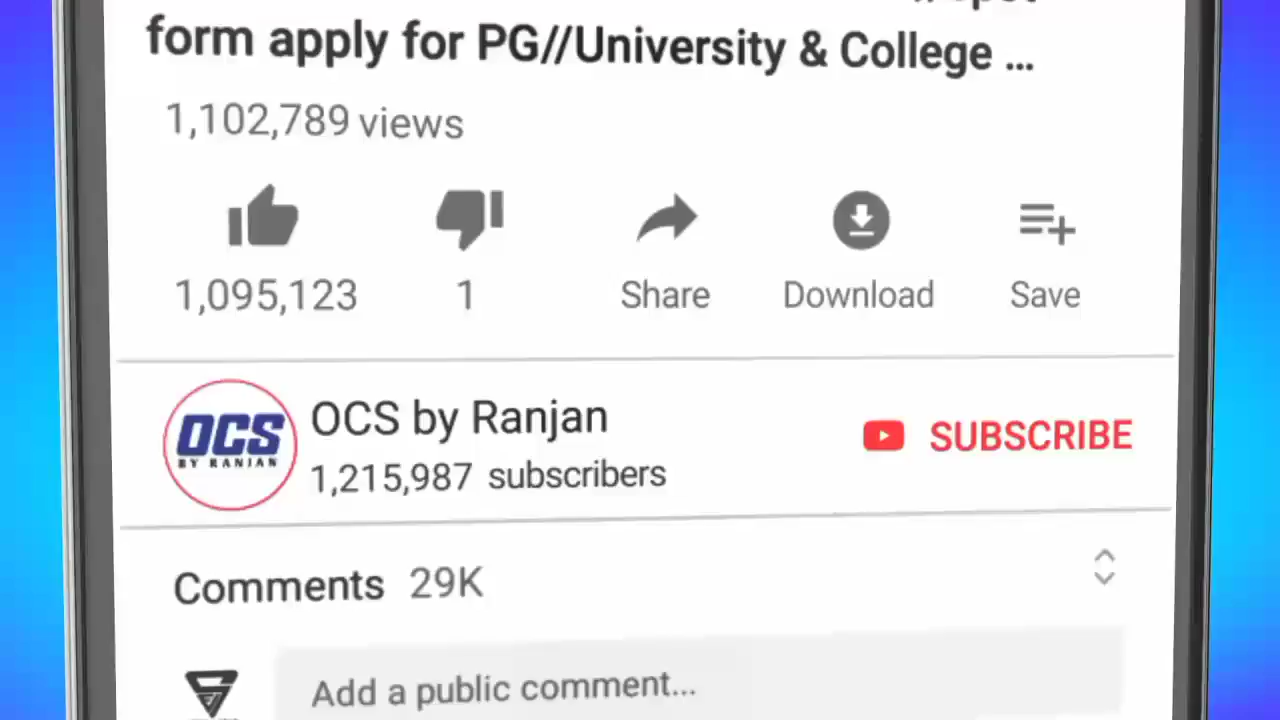 form apply for PG//University & College ...
1,102,789 views
1,095,123
1
Share
Download
Save
OCS
BY RANJAN
OCS by Ranjan
1,215,987 subscribers
SUBSCRIBE
Comments 29K
Add a public comment...